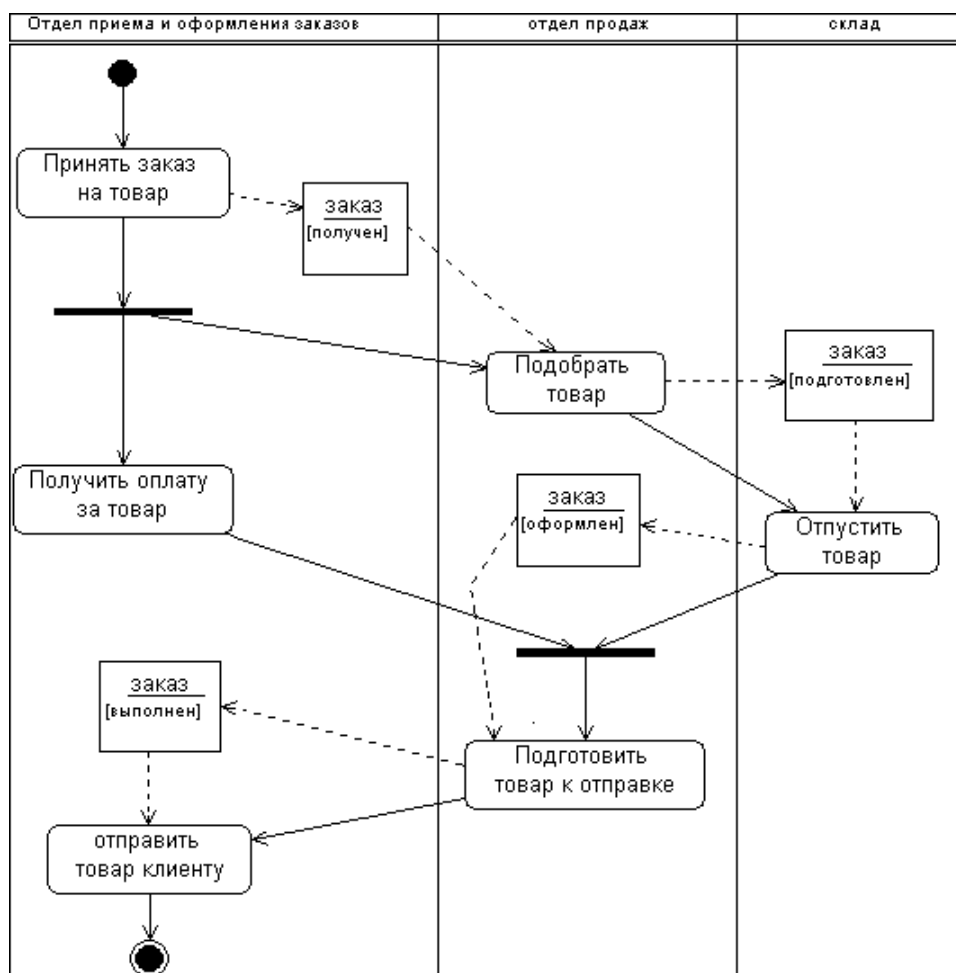 Отдел приема и оформления заказов
отдел продаж
склад
Принять заказ
на товар
заказ
[получен]
Подобрать
товар
заказ
[подготовлен]
Получить оплату
за товар
заказ
[оформлен]
Отпустить
товар
заказ
[выполнен]
Подготовить
товар к отправке
отправить
товар клиенту